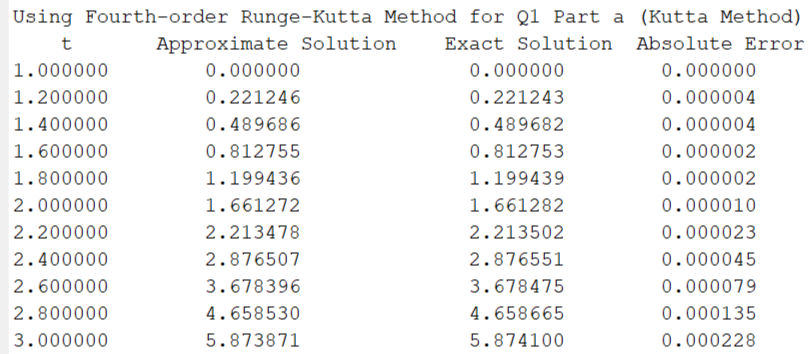 Using Fourth-order Runge-Kutta Method for Q1 Part a (Kutta Method)
t Approximate Solution Exact Solution Absolute Error
1.000000 0.000000 0.000000 0.000000
1.200000 0.221246 0.221243 0.000004
1.400000 0.489686 0.489682 0.000004
1.600000 0.812755 0.812753 0.000002
1.800000 1.199436 1.199439 0.000002
2.000000 1.661272 1.661282 0.000010
2.200000 2.213478 2.213502 0.000023
2.400000 2.876507 2.876551 0.000045
2.600000 3.678396 3.678475 0.000079
2.800000 4.658530 4.658665 0.000135
3.000000 5.873871 5.874100 0.000228